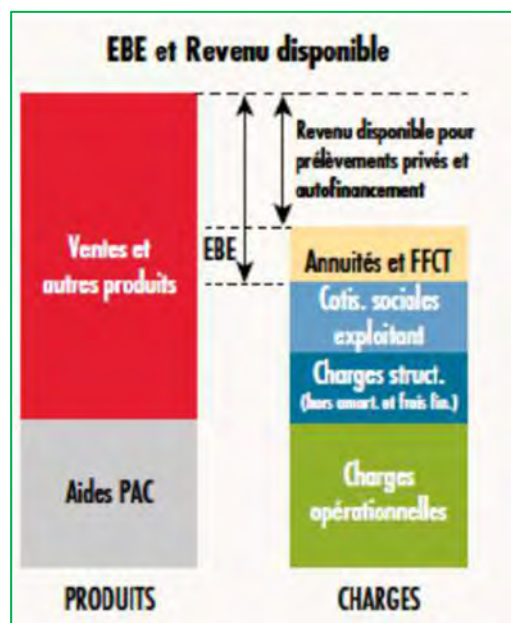 EBE et Revenu disponible
Revenu disponible pour
prélèvements privés et
autofinancement
Ventes et
autres produits
EBE
Annuités et FFCT
Cotis. sociales
exploitant
Charges struct.
(hors amort. et frais fin.)
Aides PAC
Charges
opérationnelles
PRODUITS
CHARGES